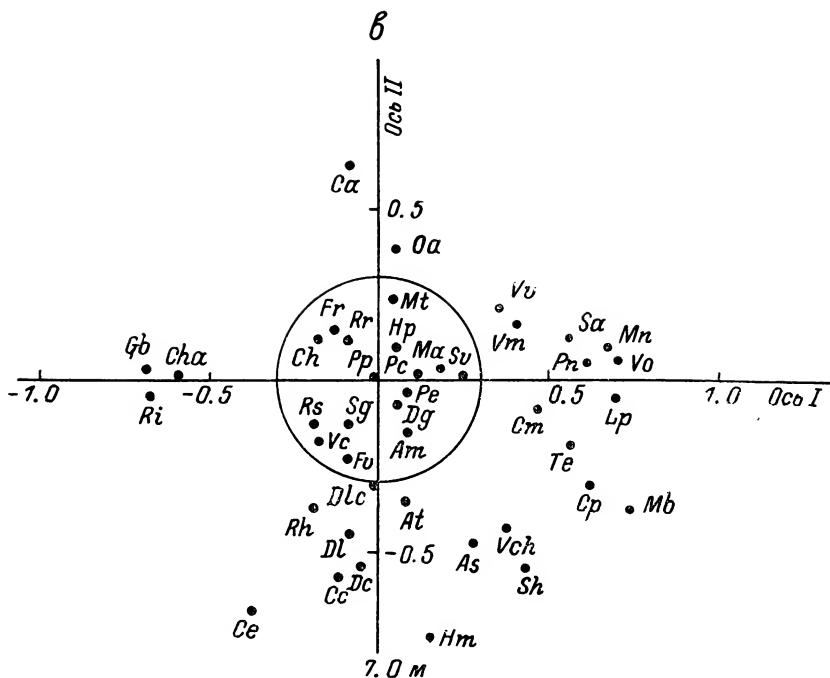 в
Ось II
Ca
0.5
Oa
Mt
Vu
Fr
Rr
Hp
Sa
Mn
Vm
Ch
Pp
Pc
Ma
Sv
Pn
Vo
Gb
Cha
-1.0
-0.5
0.5
1.0
Ось I
Ri
Pe
Lp
Rs
Sg
Dg
Cm
Vc
Am
Te
Fu
Dlc
Cp
Mb
Rh
At
Dl
-0.5
Vch
As
Cc
Dc
Sh
Ce
Hm
7.0 м